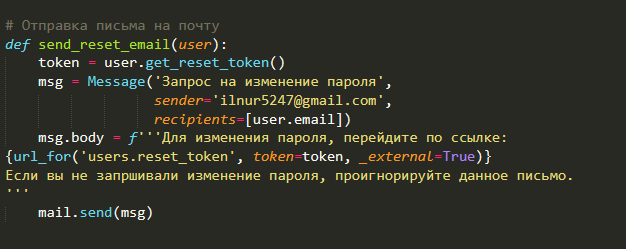 # Отправка письма на почту
def send_reset_email(user):
    token = user.get_reset_token()
    msg = Message('Запрос на изменение пароля',
                  sender='ilnur5247@gmail.com',
                  recipients=[user.email])
    msg.body = f'''Для изменения пароля, перейдите по ссылке:
{url_for('users.reset_token', token=token, _external=True)}
Если вы не запршивали изменение пароля, проигнорируйте данное письмо.
'''
    mail.send(msg)